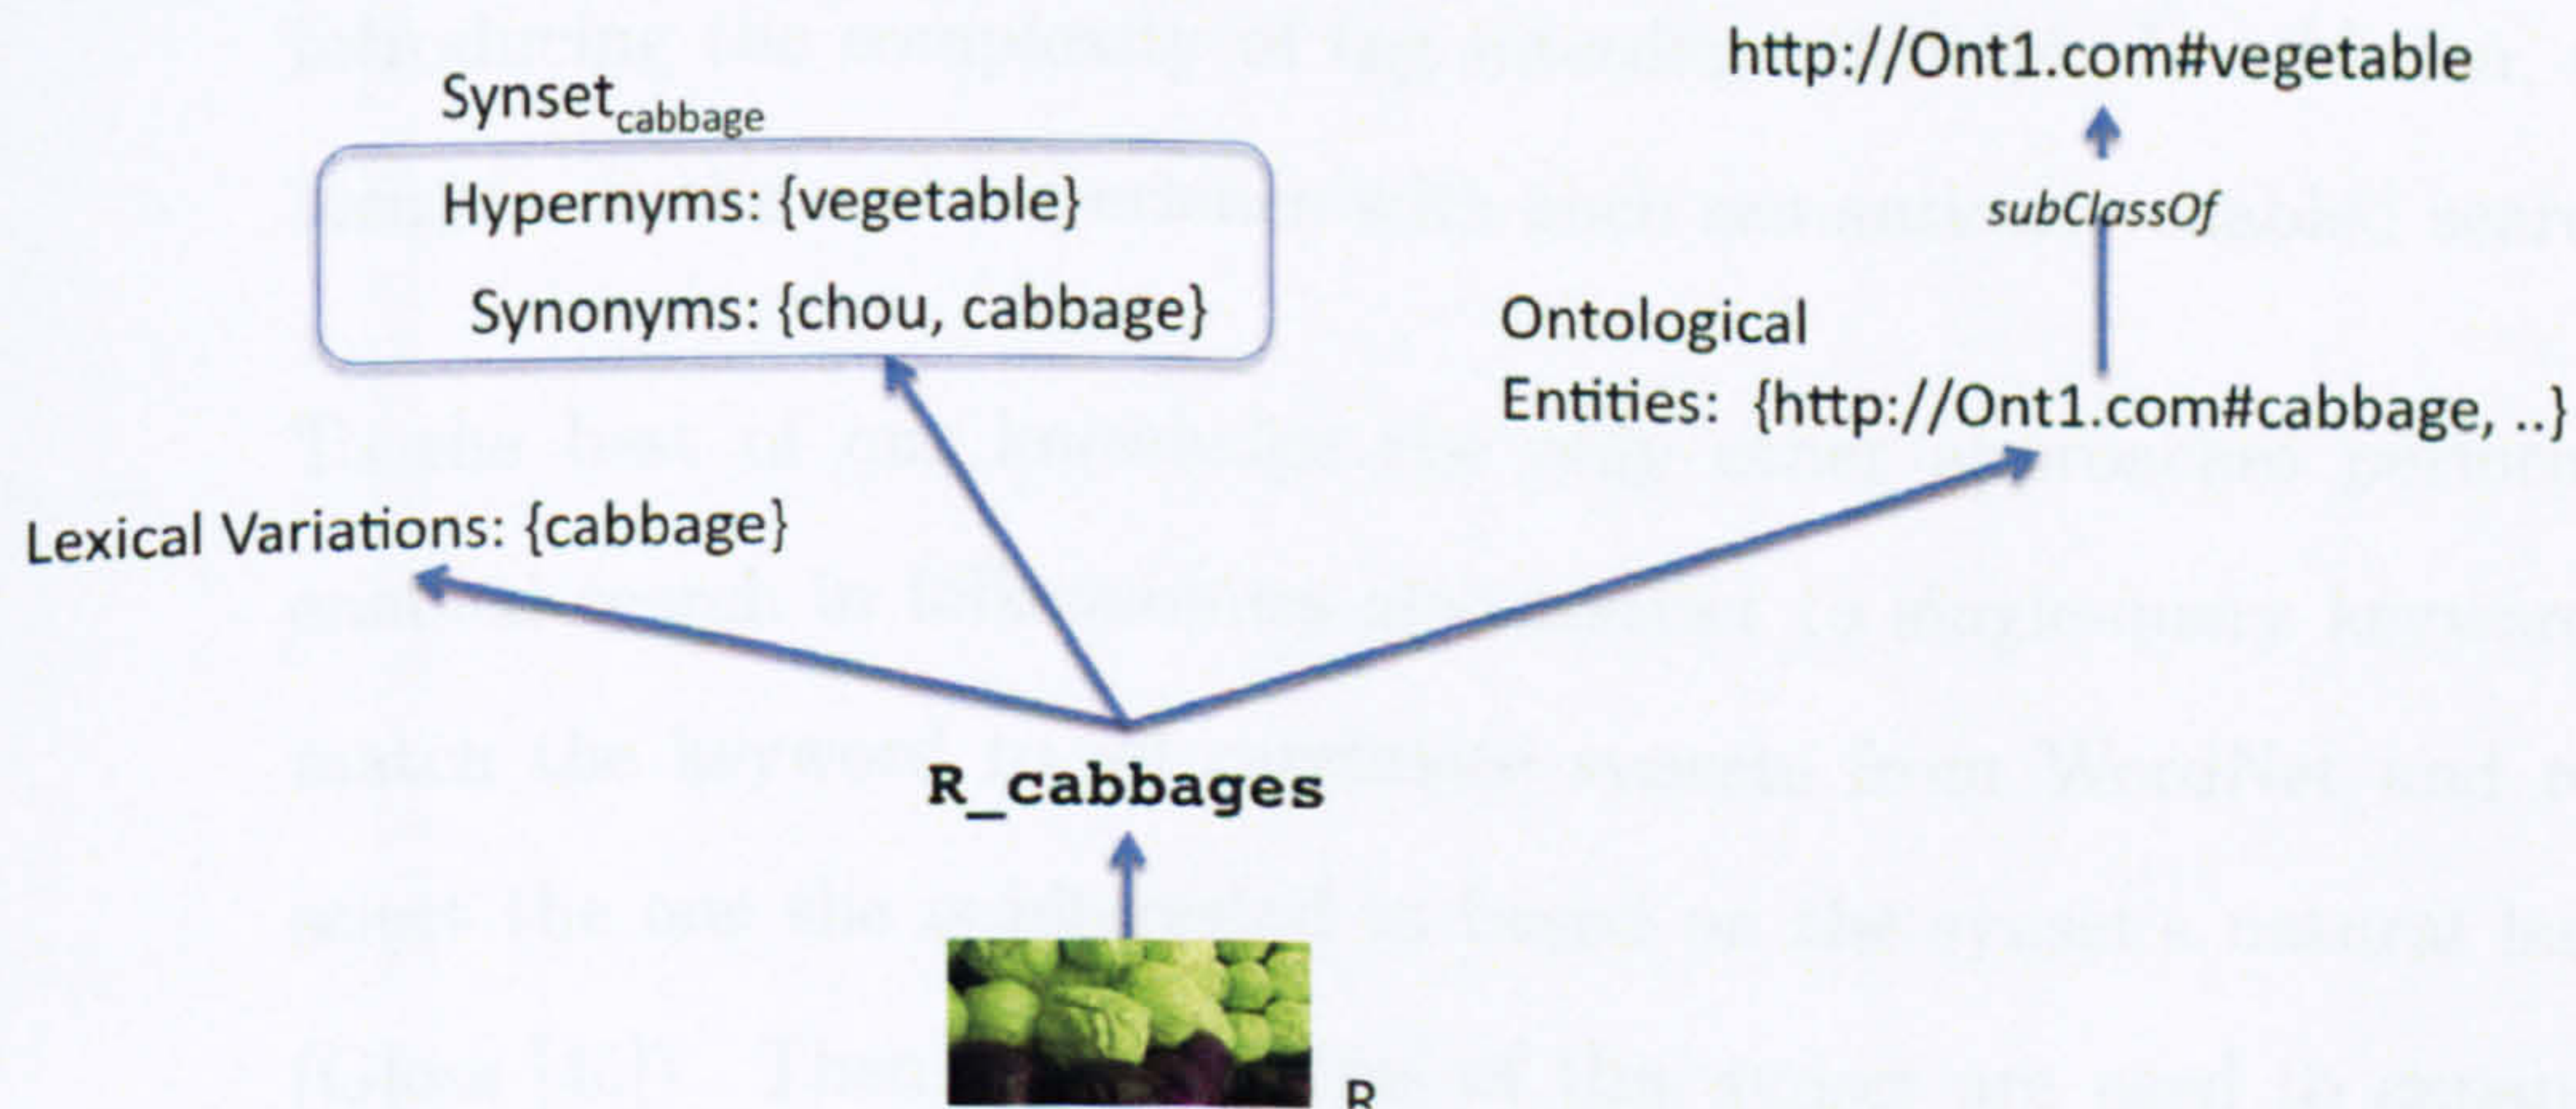 http://Ont1.com#vegetable
Synsetcabbage
Hypernyms: {vegetable}
subClassOf
Synonyms: {chou, cabbage}
Ontological
Entities: {http://Ont1.com#cabbage, ..}
Lexical Variations: {cabbage}
R_cabbages
R